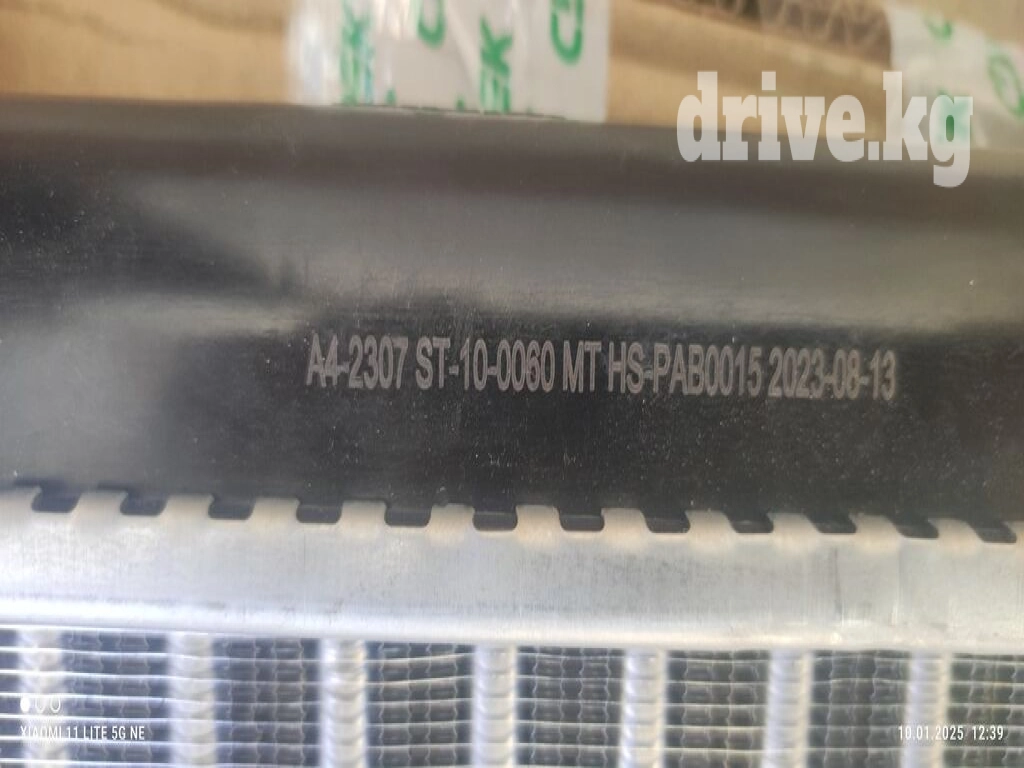 drive.kg
A4-2307 ST-10-0060 MT HS-PAB0015 2023-08-13
XIAOMI 11 LITE 5G NE
10.01.2025 12:39